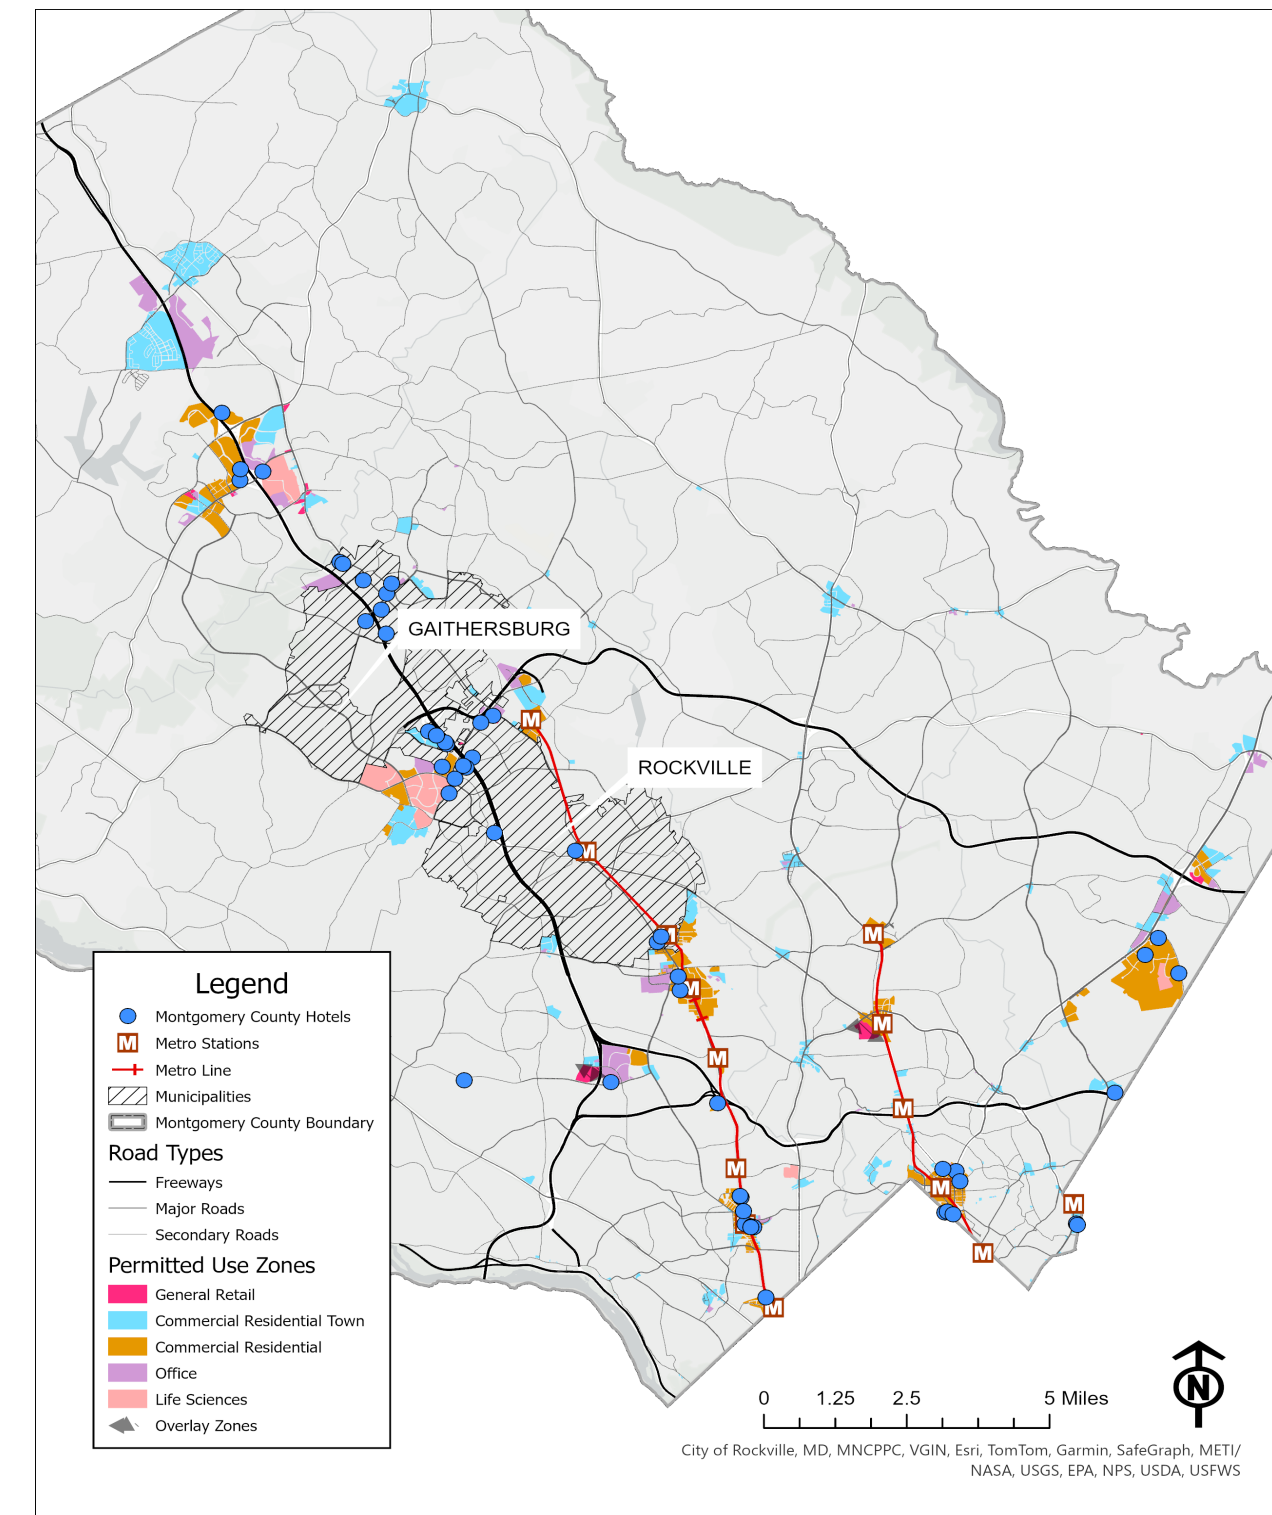 GAITHERSBURG
ROCKVILLE
M
M
M
M
M
M
M
M
M
M
M
M
M
M
Legend
Montgomery County Hotels
M Metro Stations
Metro Line
Municipalities
Montgomery County Boundary
Road Types
Freeways
Major Roads
Secondary Roads
Permitted Use Zones
General Retail
Commercial Residential Town
Commercial Residential
Office
Life Sciences
Overlay Zones
0 1.25 2.5 5 Miles
N
City of Rockville, MD, MNCPPC, VGIN, Esri, TomTom, Garmin, SafeGraph, METI/
NASA, USGS, EPA, NPS, USDA, USFWS